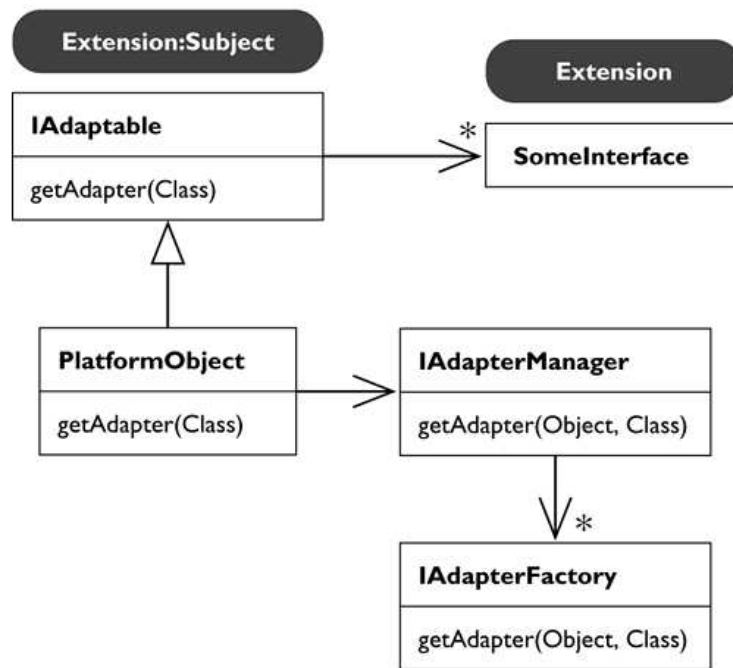 Extension:Subject
Extension
IAdaptable
*
SomeInterface
getAdapter(Class)
PlatformObject
IAdapterManager
getAdapter(Class)
getAdapter(Object, Class)
*
IAdapterFactory
getAdapter(Object, Class)